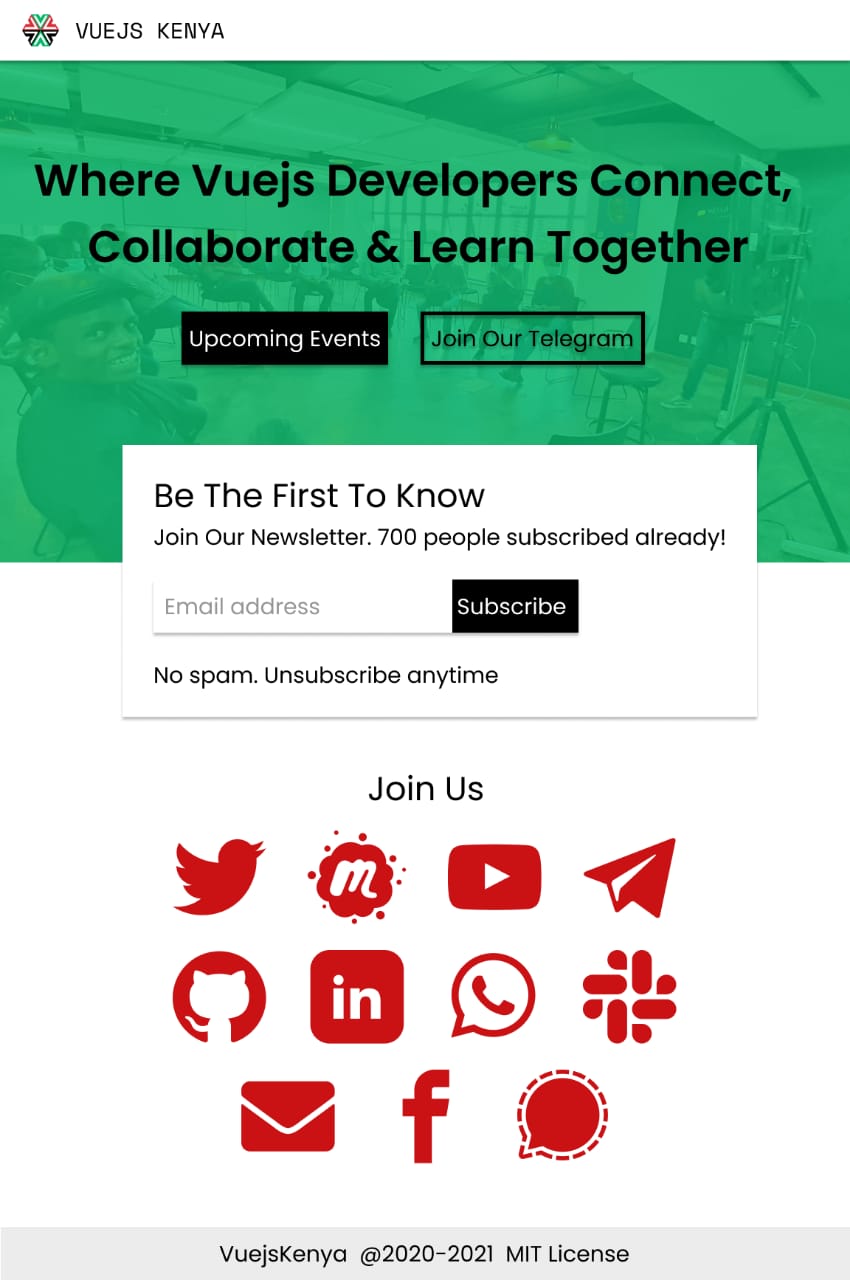 VUEJS KENYA
Where Vuejs Developers Connect,
Collaborate & Learn Together
Upcoming Events
Join Our Telegram
Be The First To Know
Join Our Newsletter. 700 people subscribed already!
Email address
Subscribe
No spam. Unsubscribe anytime
Join Us
m
in
f
VuejsKenya @2020-2021 MIT License